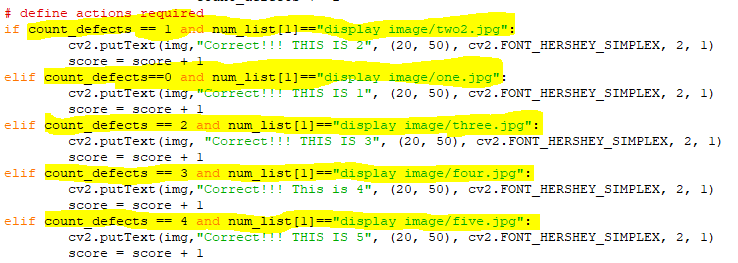 # define actions required
if count_defects == 1 and num_list[1]=="display image/two2.jpg":
cv2.putText(img,"Correct!!! THIS IS 2", (20, 50), cv2.FONT_HERSHEY_SIMPLEX, 2, 1)
score = score + 1
elif count_defects==0 and num_list[1]=="display image/one.jpg":
cv2.putText(img,"Correct!!! THIS IS 1", (20, 50), cv2.FONT_HERSHEY_SIMPLEX, 2, 1)
score = score + 1
elif count_defects == 2 and num_list[1]=="display image/three.jpg":
cv2.putText(img, "Correct!!! THIS IS 3", (20, 50), cv2.FONT_HERSHEY_SIMPLEX, 2, 1)
score = score + 1
elif count_defects == 3 and num_list[1]=="display image/four.jpg":
cv2.putText(img,"Correct!!! This is 4", (20, 50), cv2.FONT_HERSHEY_SIMPLEX, 2, 1)
score = score + 1
elif count_defects == 4 and num_list[1]=="display image/five.jpg":
cv2.putText(img,"Correct!!! THIS IS 5", (20, 50), cv2.FONT_HERSHEY_SIMPLEX, 2, 1)
score = score + 1